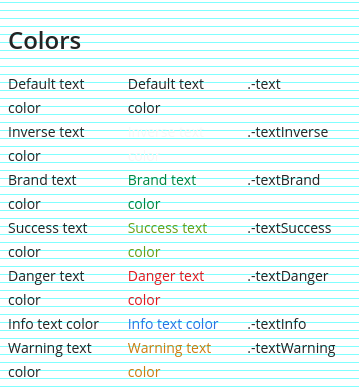 Colors
Default text Default text .-text
color color
Inverse text .-textInverse
color
Brand text Brand text .-textBrand
color color
Success text Success text .-textSuccess
color color
Danger text Danger text .-textDanger
color color
Info text color Info text color .-textInfo
Warning text Warning text .-textWarning
color color